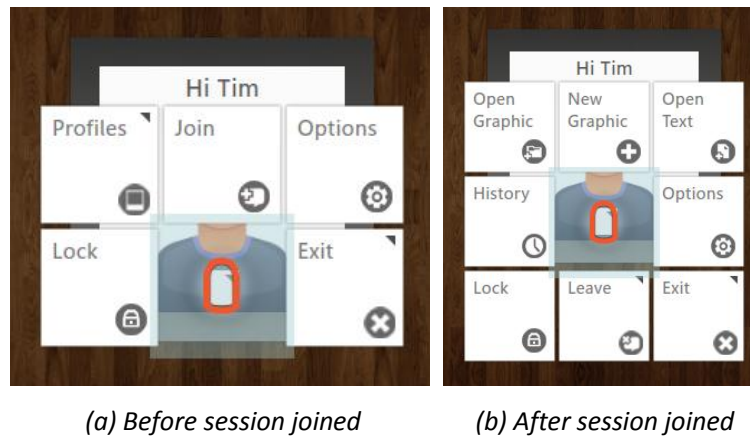 Hi Tim
Profiles
Join
Options
Lock
Exit
(a) Before session joined
Hi Tim
Open
Graphic
New
Graphic
Open
Text
History
Options
Lock
Leave
Exit
(b) After session joined